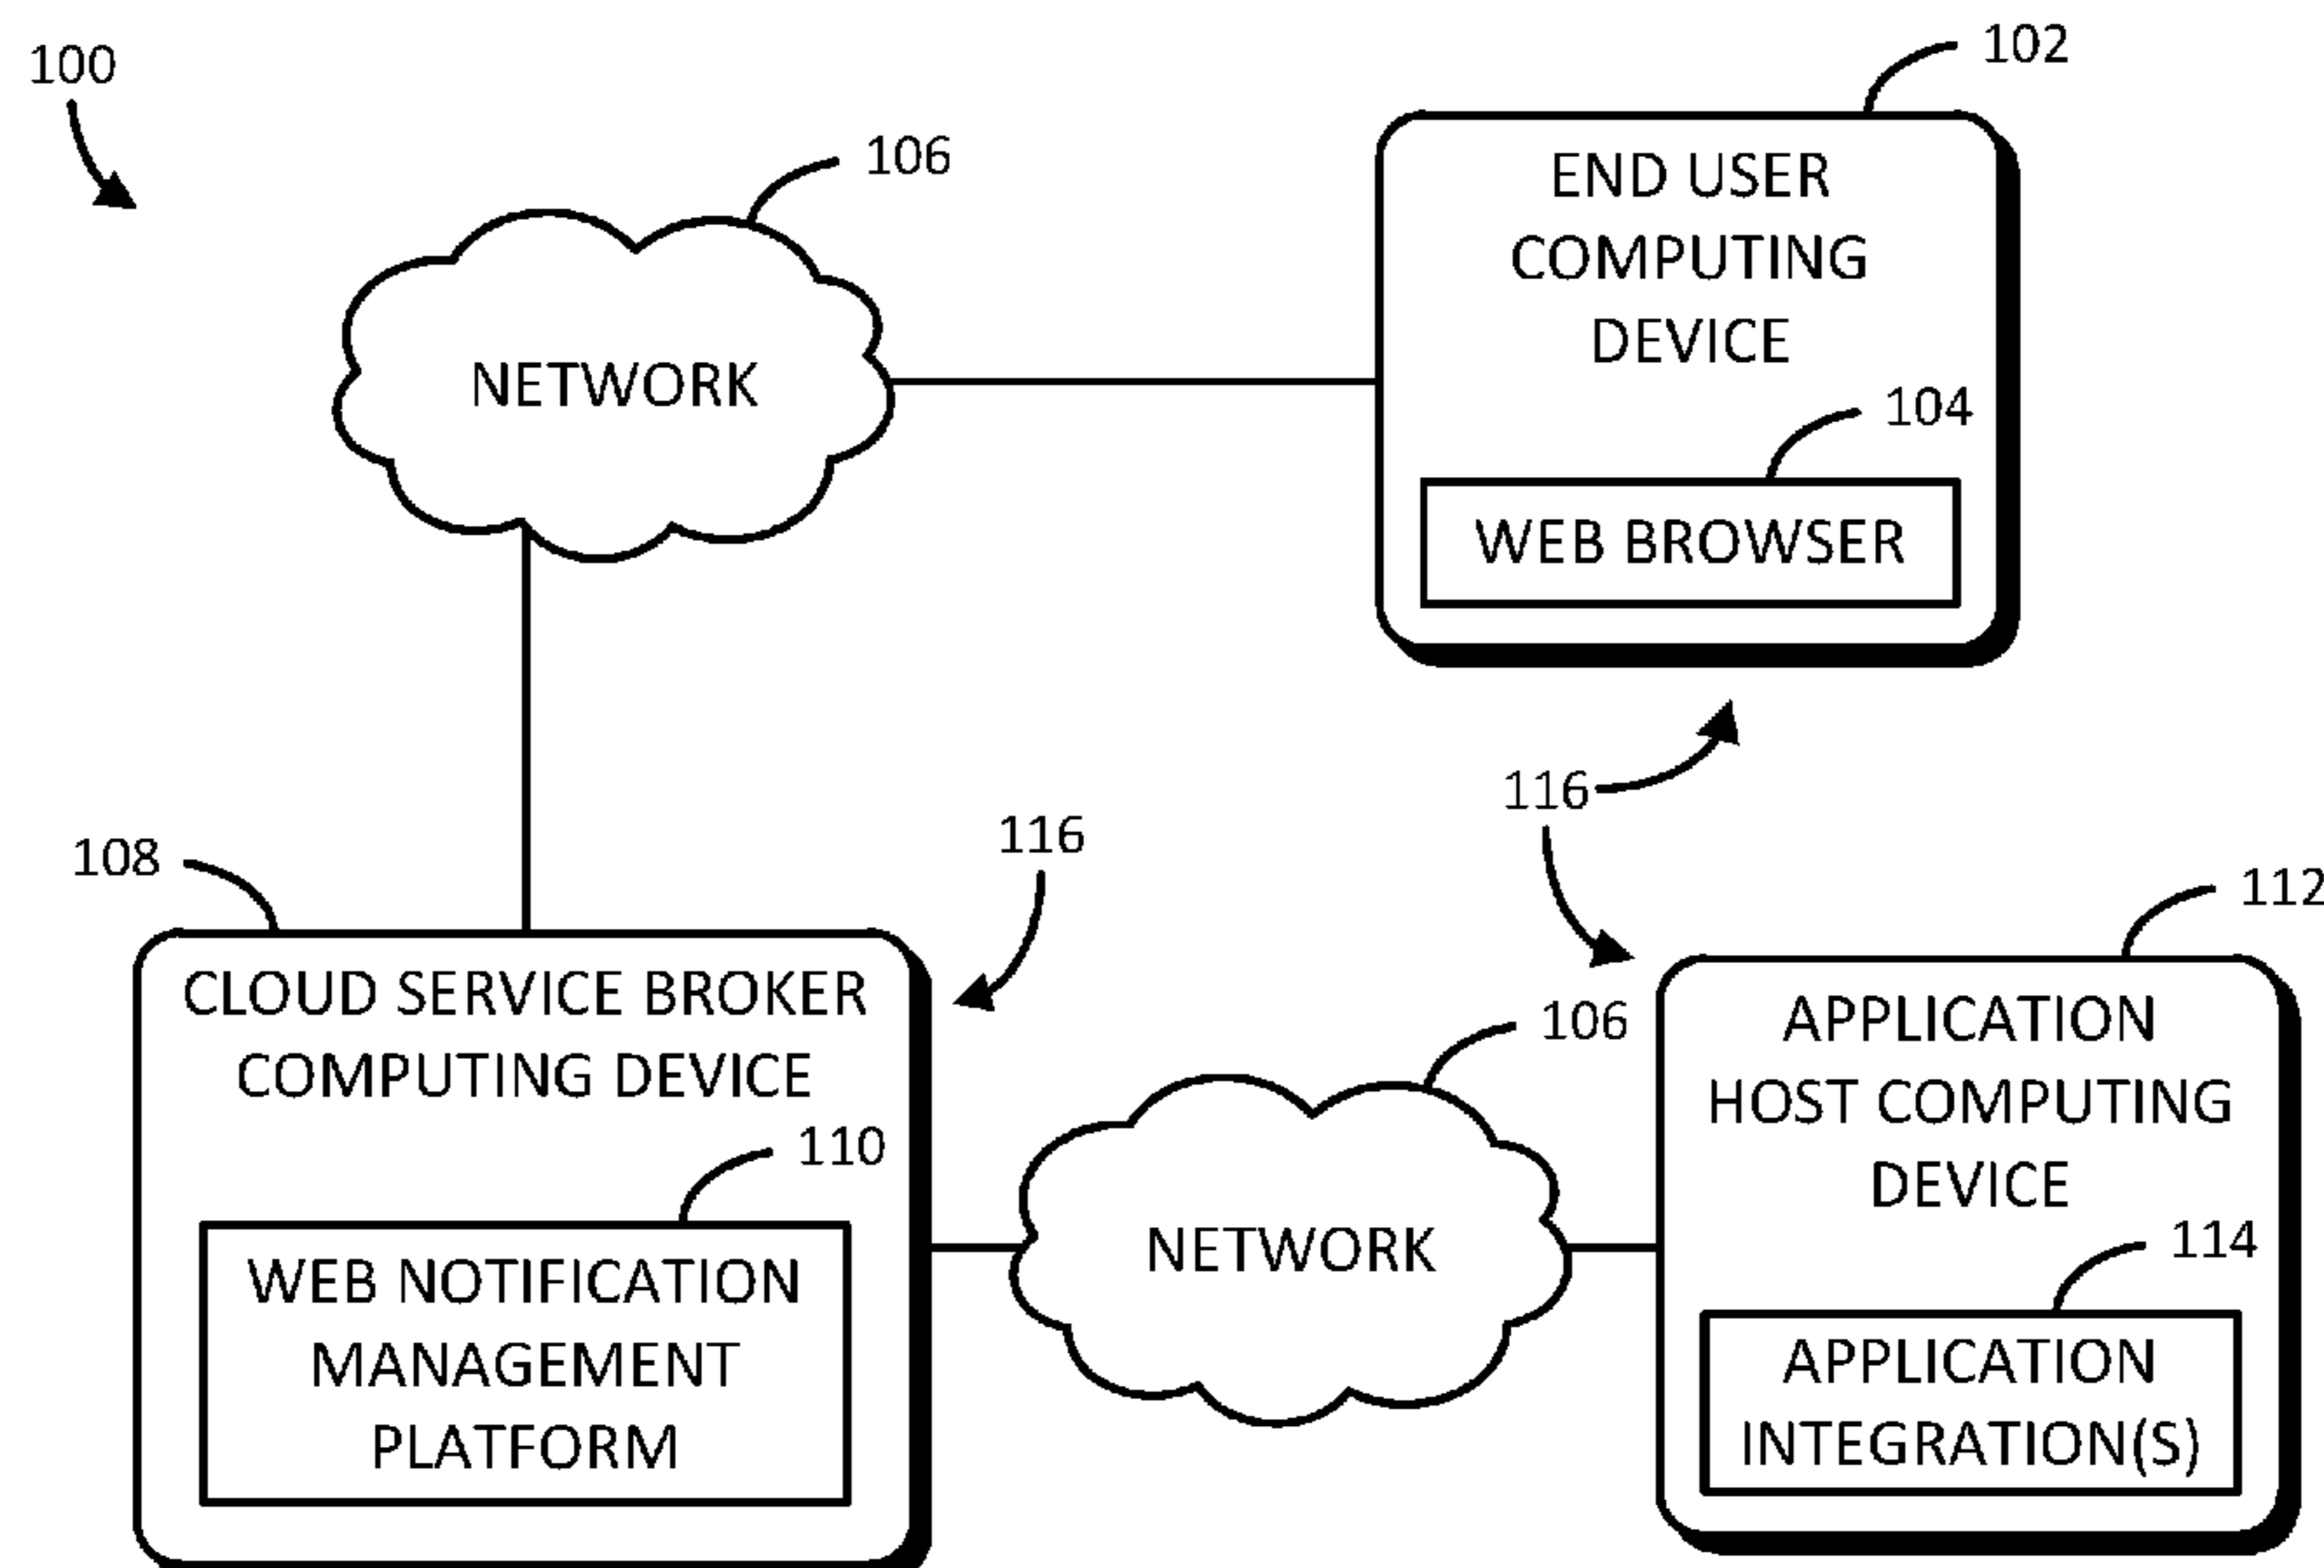 100
102
106
END USER
COMPUTING
DEVICE
104
NETWORK
WEB BROWSER
116
116
108
112
CLOUD SERVICE BROKER
COMPUTING DEVICE
106
APPLICATION
HOST COMPUTING
DEVICE
110
114
WEB NOTIFICATION
MANAGEMENT
PLATFORM
NETWORK
APPLICATION
INTEGRATION(S)